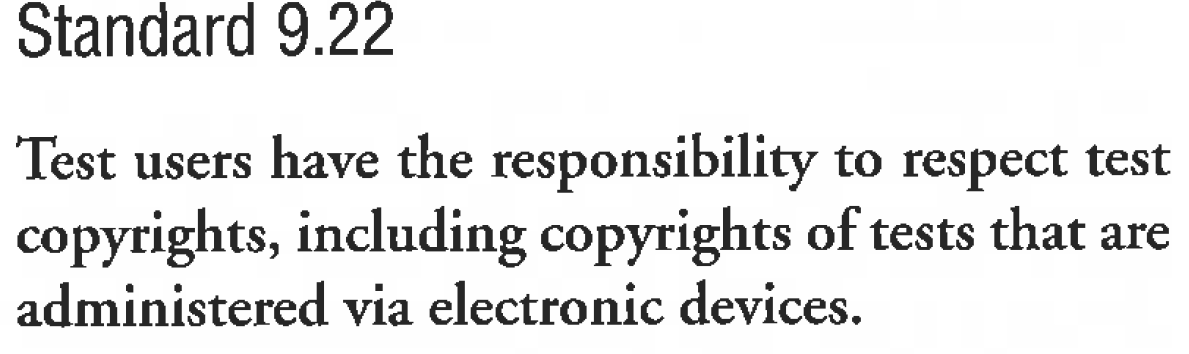 Standard 9.22
Test users have the responsibility to respect test
copyrights, including copyrights of tests that are
administered via electronic devices.